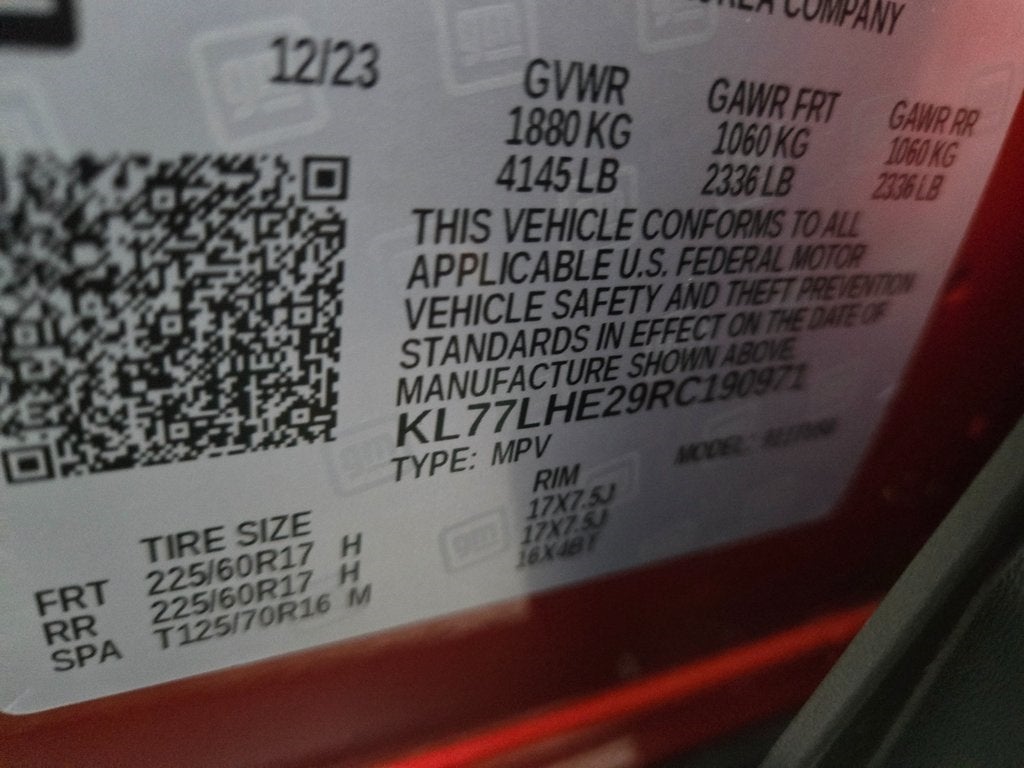 KOREA COMPANY
12/23
GVWR GAWR FRT GAWR RR
1880 KG 1060 KG 1060 KG
4145 LB 2336 LB 2336 LB
THIS VEHICLE CONFORMS TO ALL
APPLICABLE U.S. FEDERAL MOTOR
VEHICLE SAFETY AND THEFT PREVENTION
STANDARDS IN EFFECT ON THE DATE OF
MANUFACTURE SHOWN ABOVE.
KL77LHE29RC190971
TYPE: MPV MODEL:
TIRE SIZE RIM
FRT 225/60R17 H 17X7.5J
RR 225/60R17 H 17X7.5J
SPA T125/70R16 M 16X4BT
gm